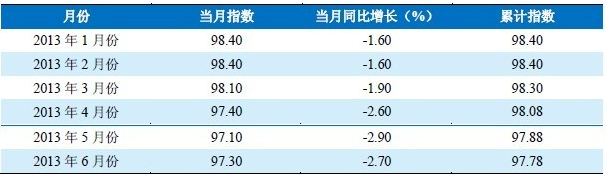 月份 当月指数 当月同比增长（%） 累计指数
2013 年 1 月份 98.40 -1.60 98.40
2013 年 2 月份 98.40 -1.60 98.40
2013 年 3 月份 98.10 -1.90 98.30
2013 年 4 月份 97.40 -2.60 98.08
2013 年 5 月份 97.10 -2.90 97.88
2013 年 6 月份 97.30 -2.70 97.78